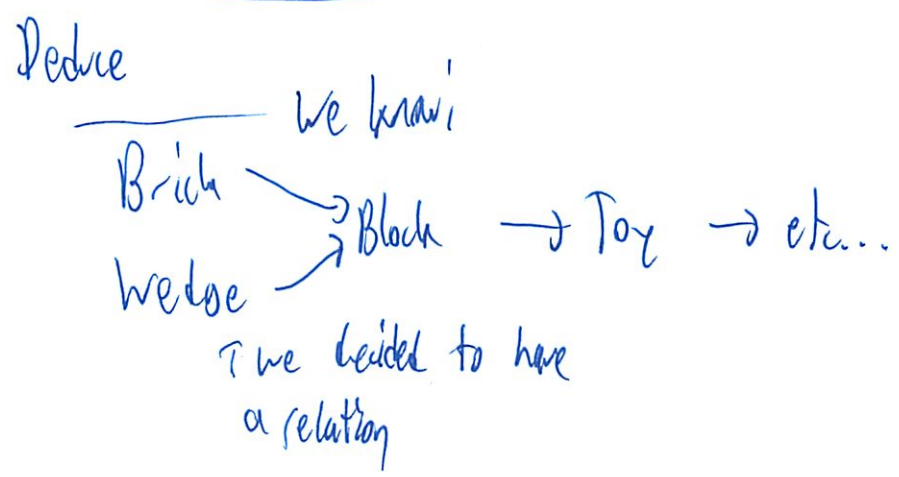 Deduce
We know:
Brick
Block → Toy → etc...
Wedge
↑ we decided to have
a relation